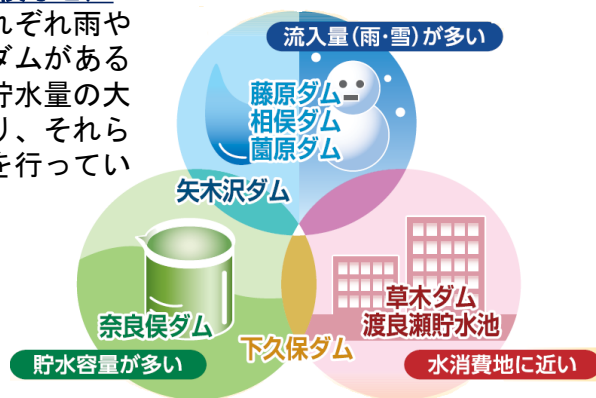 れぞれ雨や
ダムがある
貯水量の大
り、それら
を行ってい
流入量(雨・雪)が多い
藤原ダム
相俣ダム
薗原ダム
矢木沢ダム
奈良俣ダム
草木ダム
渡良瀬貯水池
下久保ダム
貯水容量が多い
水消費地に近い